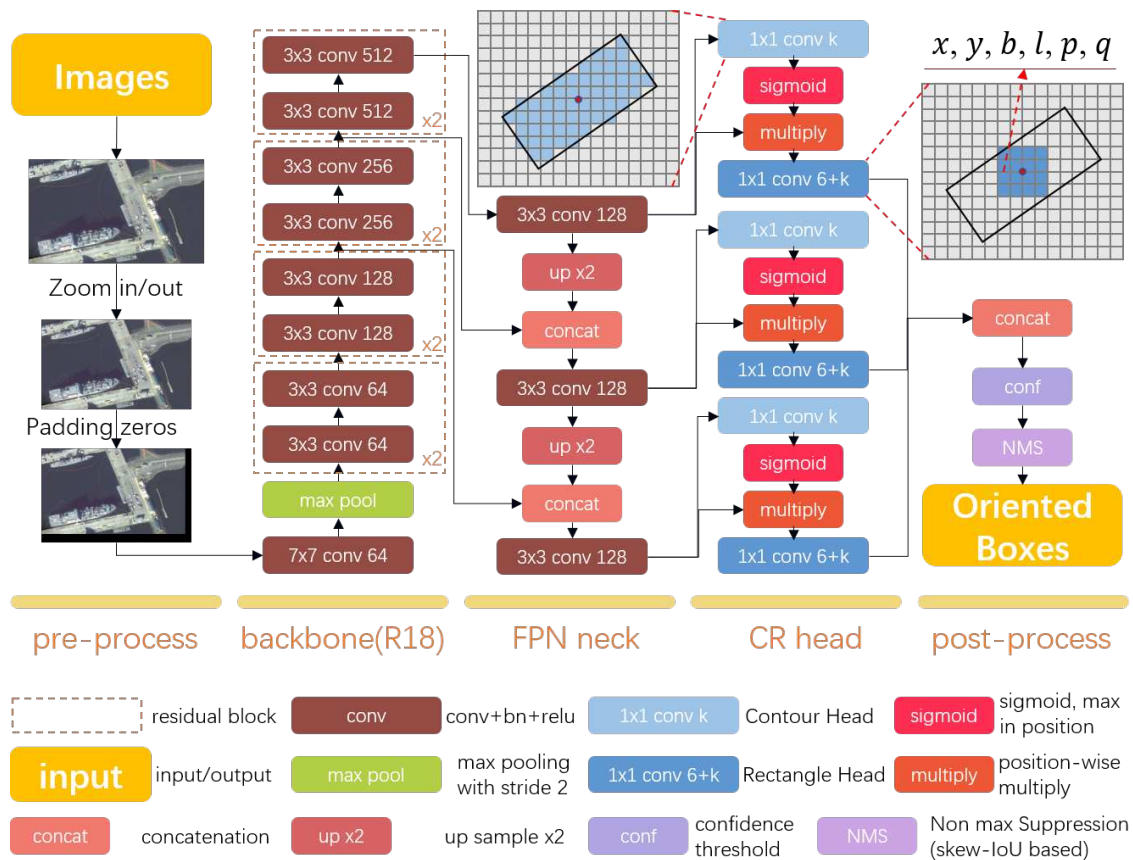 Images
Zoom in/out
Padding zeros
3x3 conv 512
3x3 conv 512
x2
3x3 conv 256
3x3 conv 256
x2
3x3 conv 128
3x3 conv 128
x2
3x3 conv 64
3x3 conv 64
x2
max pool
7x7 conv 64
3x3 conv 128
up x2
concat
3x3 conv 128
up x2
concat
3x3 conv 128
1x1 conv k
sigmoid
multiply
1x1 conv 6+k
1x1 conv k
sigmoid
multiply
1x1 conv 6+k
1x1 conv k
sigmoid
multiply
1x1 conv 6+k
x, y, b, l, p, q
concat
conf
NMS
Oriented
Boxes
pre-process
backbone(R18)
FPN neck
CR head
post-process
residual block
conv
conv+bn+relu
1x1 conv k
Contour Head
sigmoid
sigmoid, max
in position
input
input/output
max pool
max pooling
with stride 2
1x1 conv 6+k
Rectangle Head
multiply
position-wise
multiply
concat
concatenation
up x2
up sample x2
conf
confidence
threshold
NMS
Non max Suppression
(skew-IoU based)